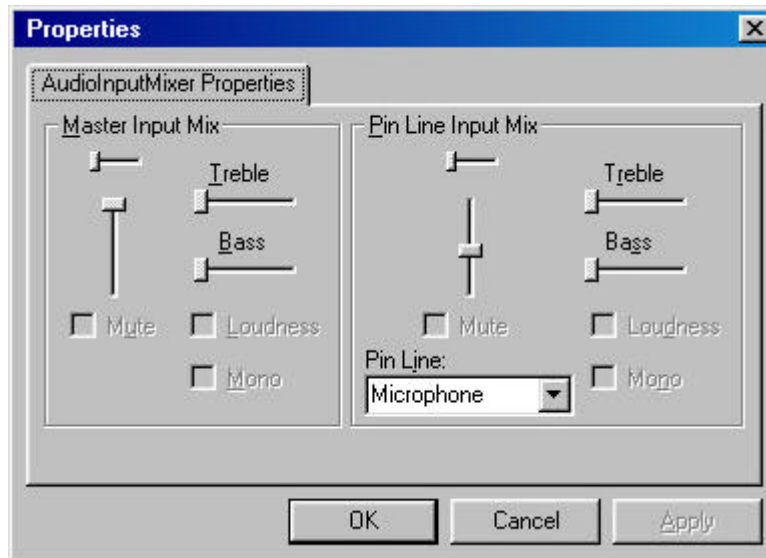 Properties
AudioInputMixer Properties
Master Input Mix
Treble
Bass
Mute
Loudness
Mono
Pin Line Input Mix
Treble
Bass
Mute
Loudness
Pin Line:
Microphone
Mono
OK
Cancel
Apply